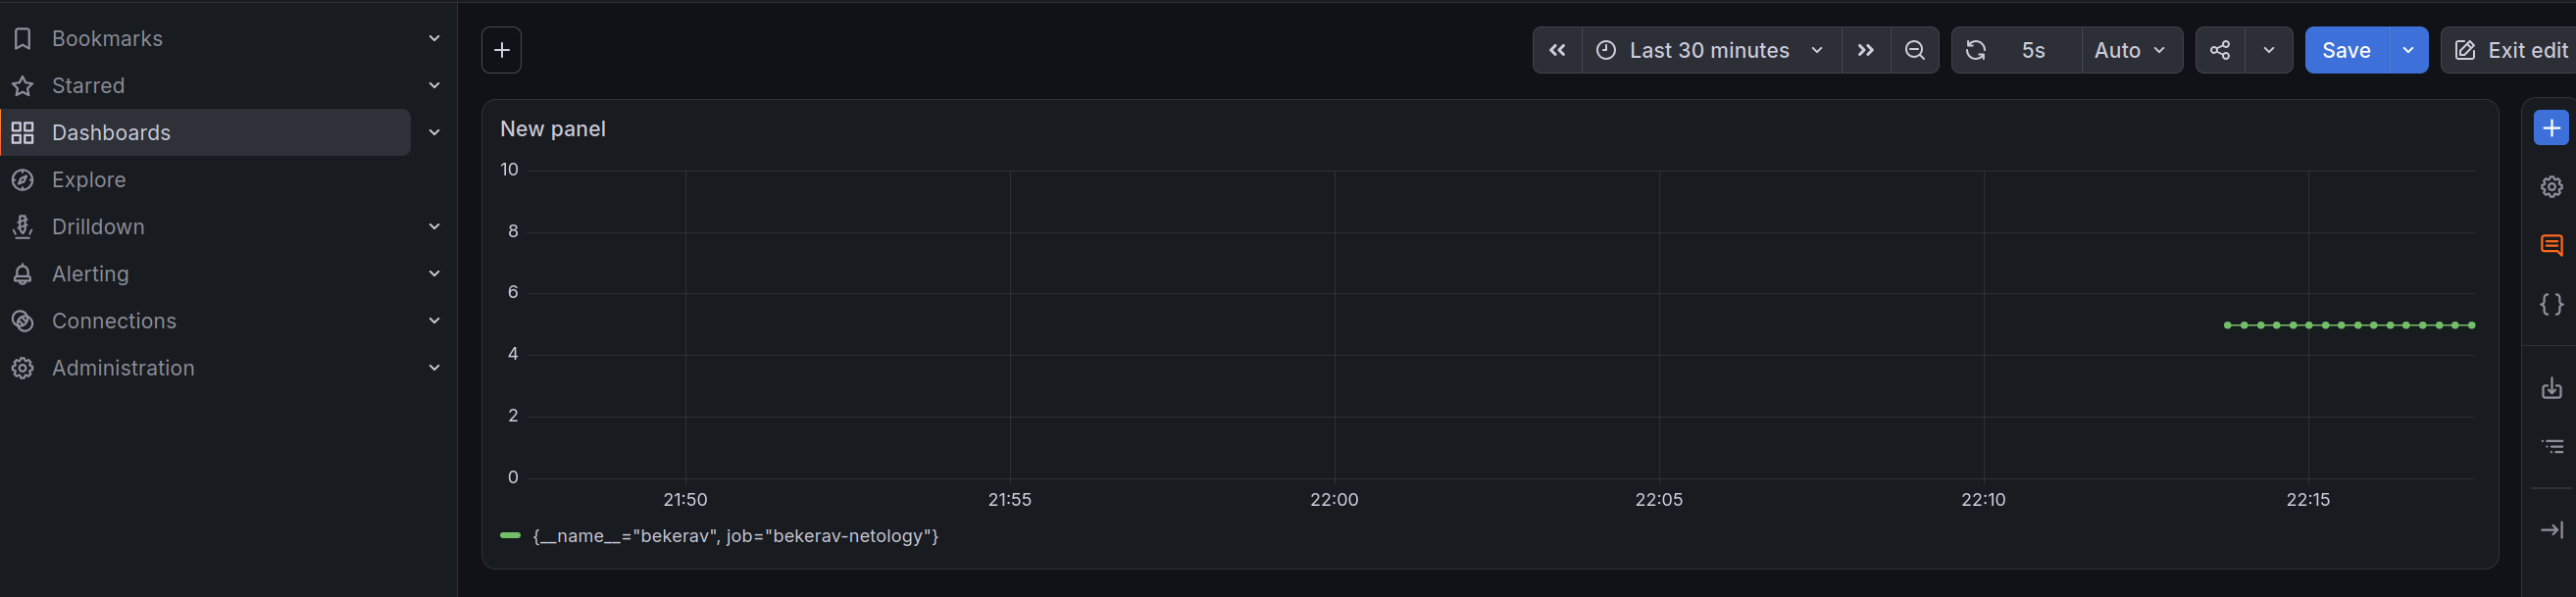 Bookmarks
Starred
Dashboards
Explore
Drilldown
Alerting
Connections
Administration
Last 30 minutes
5s
Auto
Save
Exit edit
New panel
10
8
6
4
2
0
21:50 21:55 22:00 22:05 22:10 22:15
{__name__="bekerav", job="bekerav-netology"}